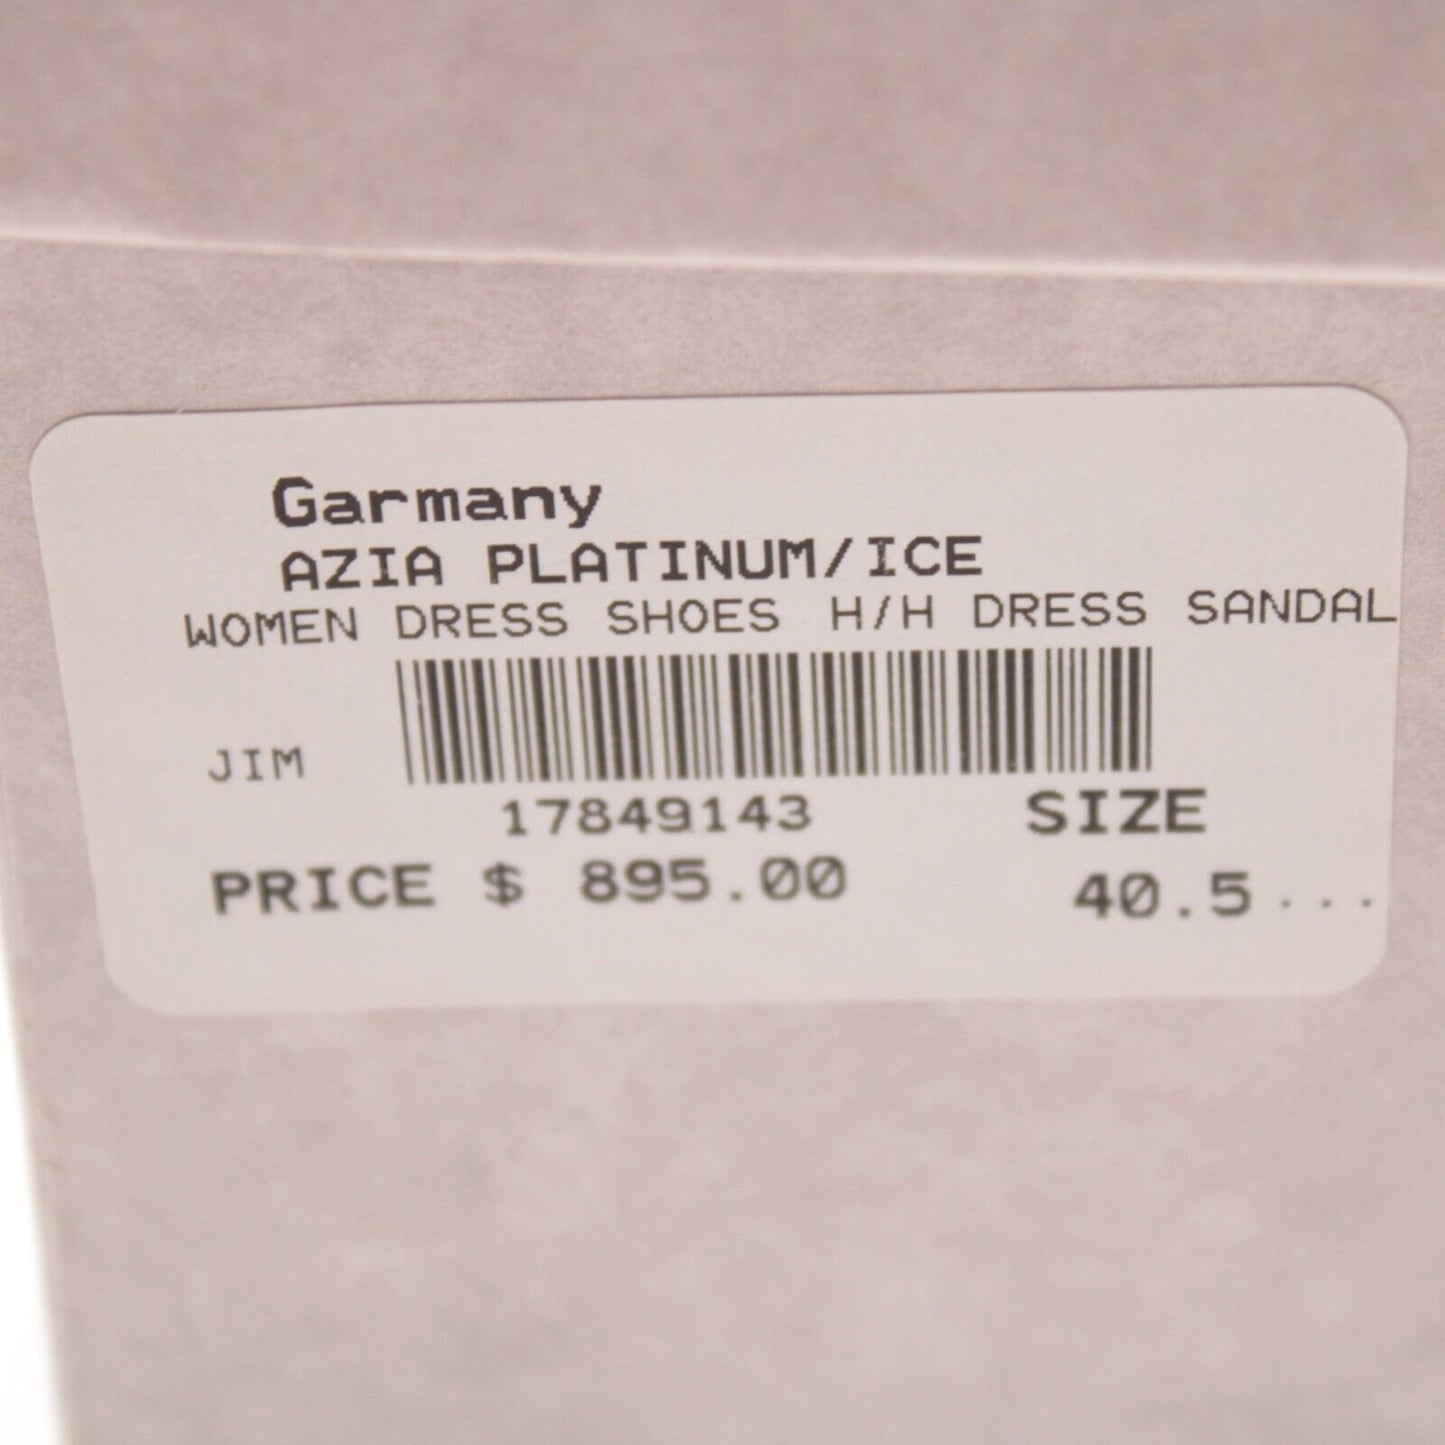 Garmany
AZIA PLATINUM/ICE
WOMEN DRESS SHOES H/H DRESS SANDAL
JIM
17849143 SIZE
PRICE $ 895.00 40.5 ...